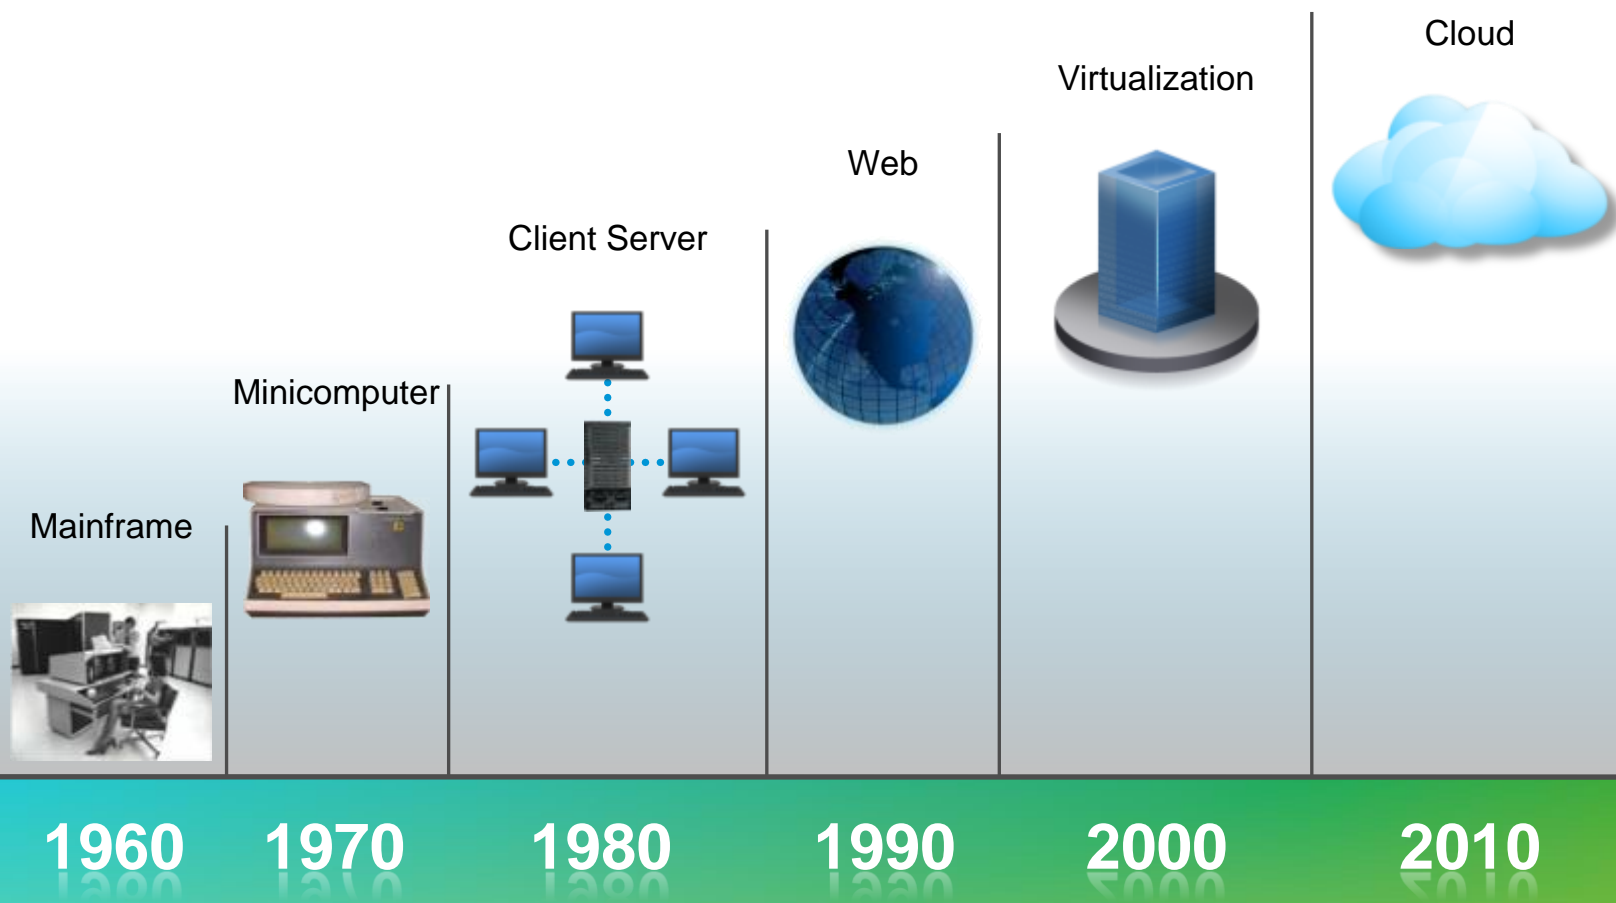 Cloud
Virtualization
Web
Client Server
Minicomputer
Mainframe
1960 1970 1980 1990 2000 2010